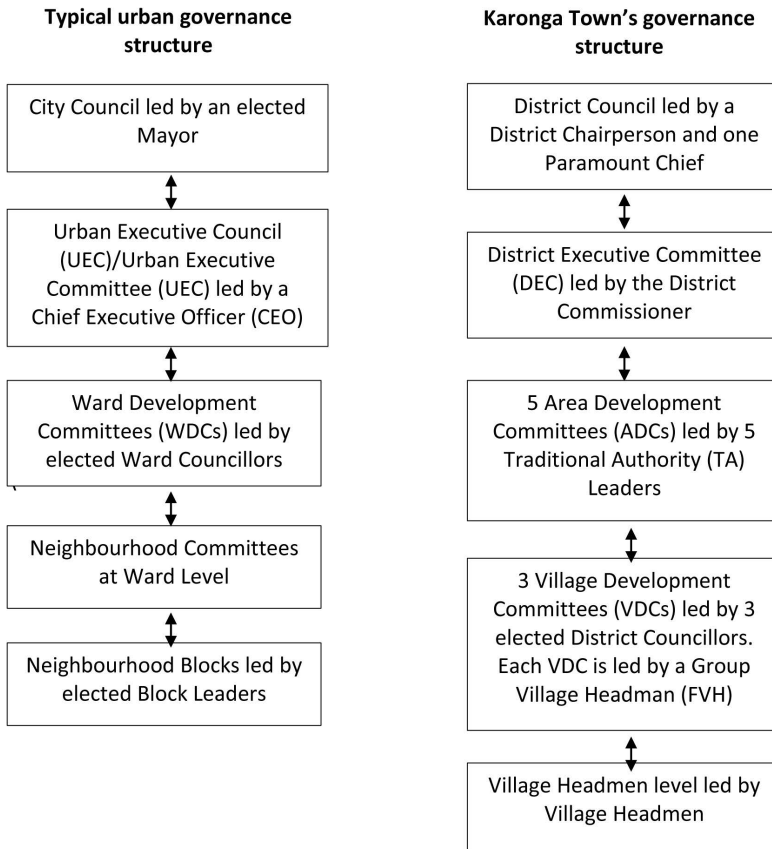 Typical urban governance
structure
City Council led by an elected
Mayor
Urban Executive Council
(UEC)/Urban Executive
Committee (UEC) led by a
Chief Executive Officer (CEO)
Ward Development
Committees (WDCs) led by
elected Ward Councillors
Neighbourhood Committees
at Ward Level
Neighbourhood Blocks led by
elected Block Leaders
Karonga Town’s governance
structure
District Council led by a
District Chairperson and one
Paramount Chief
District Executive Committee
(DEC) led by the District
Commissioner
5 Area Development
Committees (ADCs) led by 5
Traditional Authority (TA)
Leaders
3 Village Development
Committees (VDCs) led by 3
elected District Councillors.
Each VDC is led by a Group
Village Headman (FVH)
Village Headmen level led by
Village Headmen